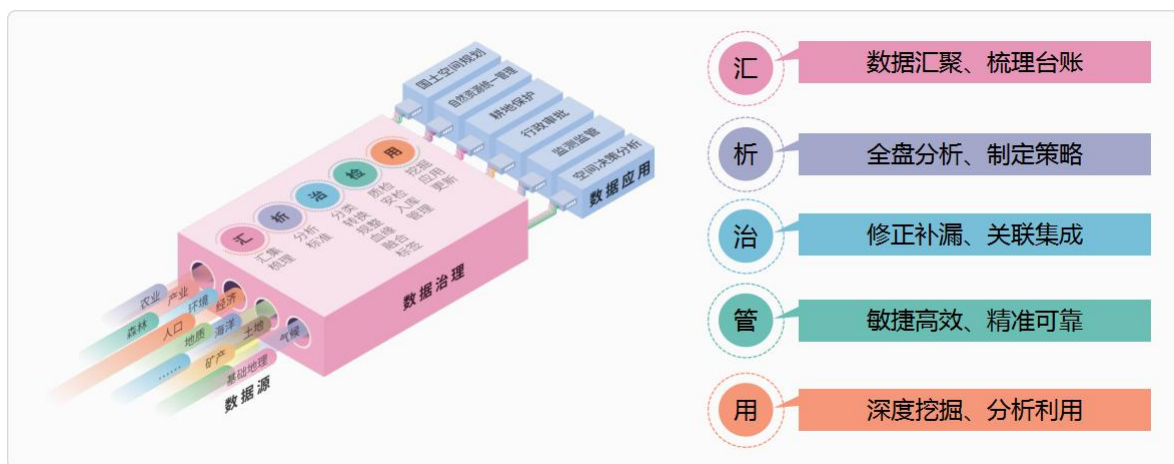 国土空间规划
自然资源统一管理
耕地保护
行政审批
监测监管
空间决策分析
数据应用
汇
汇集
梳理
析
分析
标准
治
分类
转换
规整
血缘
融合
标签
检
质检
安检
入库
管理
用
挖掘
应用
更新
数据治理
农业
产业
环境
经济
森林
人口
地质
海洋
土地
气候
......
矿产
基础地理
数据源
汇
数据汇聚、梳理台账
析
全盘分析、制定策略
治
修正补漏、关联集成
管
敏捷高效、精准可靠
用
深度挖掘、分析利用